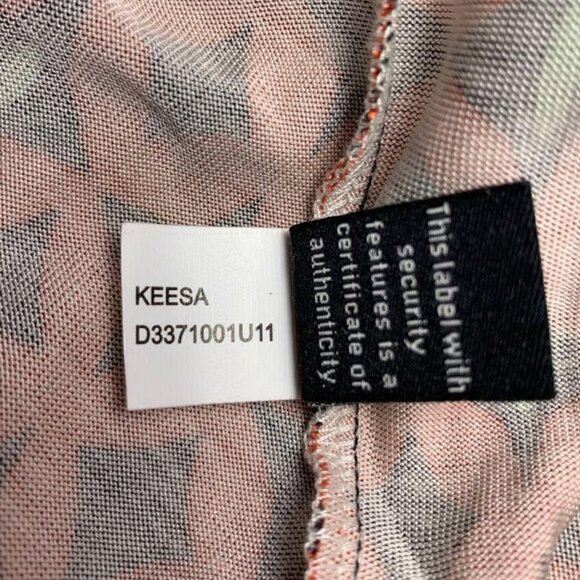 KEESA
D3371001U11
This label with
security
features is a
certificate of
authenticity